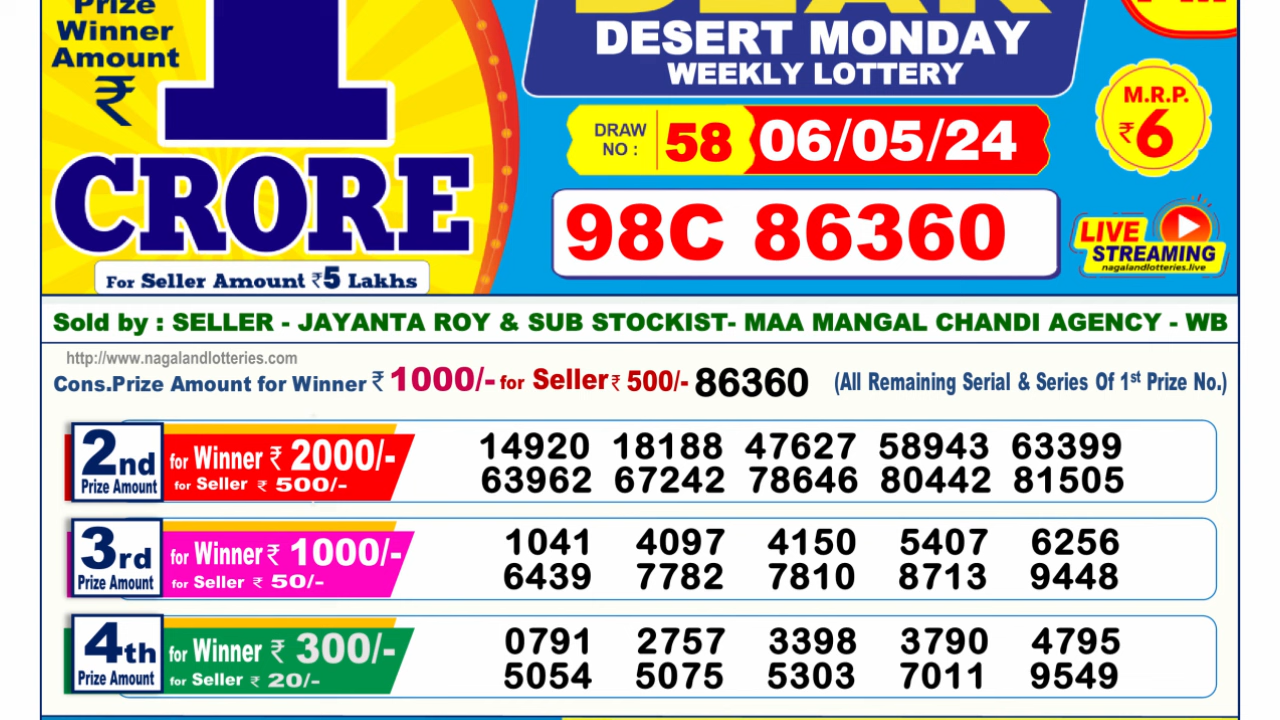 Prize
Winner
Amount
₹
1
CRORE
For Seller Amount ₹5 Lakhs
DEAR
DESERT MONDAY
WEEKLY LOTTERY
DRAW NO : 58 06/05/24
M.R.P.
₹6
98C 86360
LIVE
STREAMING
nagalandlotteries.live
Sold by : SELLER - JAYANTA ROY & SUB STOCKIST- MAA MANGAL CHANDI AGENCY - WB
http://www.nagalandlotteries.com
Cons.Prize Amount for Winner ₹ 1000/- for Seller ₹ 500/- 86360 (All Remaining Serial & Series Of 1st Prize No.)
2nd
Prize Amount
for Winner ₹ 2000/-
for Seller ₹ 500/-
14920 18188 47627 58943 63399
63962 67242 78646 80442 81505
3rd
Prize Amount
for Winner ₹ 1000/-
for Seller ₹ 50/-
1041 4097 4150 5407 6256
6439 7782 7810 8713 9448
4th
Prize Amount
for Winner ₹ 300/-
for Seller ₹ 20/-
0791 2757 3398 3790 4795
5054 5075 5303 7011 9549